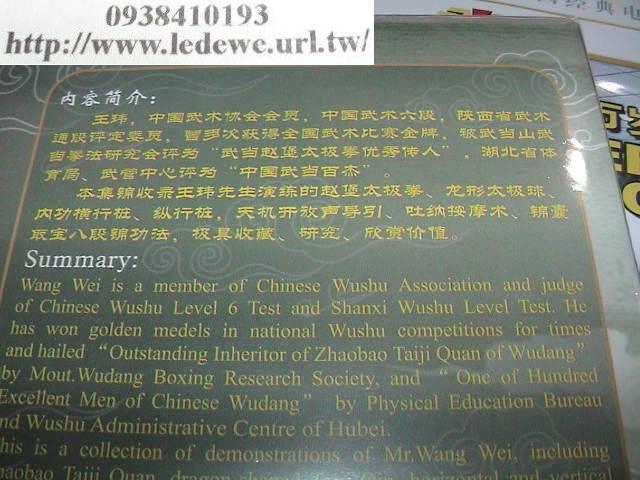 0938410193
http://www.ledewe.url.tw/
内容简介：
王玮，中国武术协会会员，中国武术六段，陕西省武术
通段评定委员，曾多次获得全国武术比赛金牌，被武当山武
当拳法研究会评为“武当赵堡太极拳优秀传人”，湖北省体
育局、武管中心评为“中国武当百杰”。
本集锦收录王玮先生演练的赵堡太极拳、龙形太极球、
内功横行桩、纵行桩，天机开放声导引、吐纳按摩术、锦囊
取宝八段锦功法，极具收藏、研究、欣赏价值。
Summary:
Wang Wei is a member of Chinese Wushu Association and judge
of Chinese Wushu Level 6 Test and Shanxi Wushu Level Test. He
has won golden medels in national Wushu competitions for times
and hailed “Outstanding Inheritor of Zhaobao Taiji Quan of Wudang”
by Mout.Wudang Boxing Research Society, and “One of Hundred
Excellent Men of Chinese Wudang” by Physical Education Bureau
and Wushu Administrative Centre of Hubei.
This is a collection of demonstrations of Mr.Wang Wei, including
Zhaobao Taiji Quan, dragon shaped horizontal and vertical